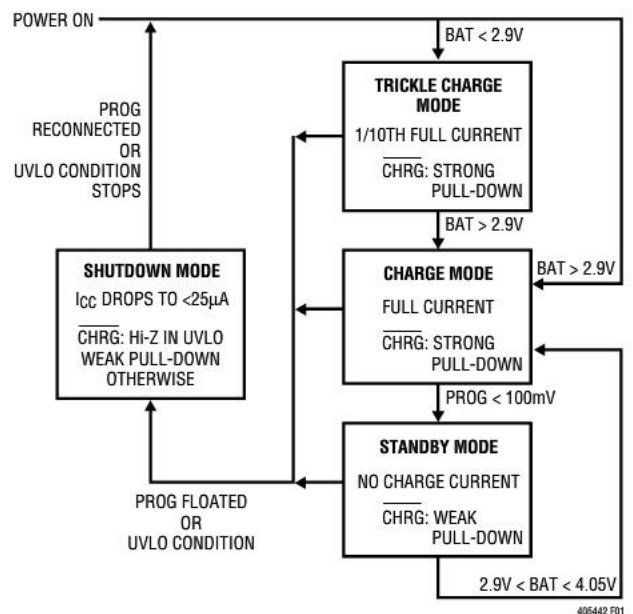 POWER ON
BAT < 2.9V
TRICKLE CHARGE
MODE
1/10TH FULL CURRENT
CHRG: STRONG
PULL-DOWN
PROG
RECONNECTED
OR
UVLO CONDITION
STOPS
BAT > 2.9V
SHUTDOWN MODE
ICC DROPS TO <25µA
CHRG: Hi-Z IN UVLO
WEAK PULL-DOWN
OTHERWISE
CHARGE MODE
FULL CURRENT
CHRG: STRONG
PULL-DOWN
BAT > 2.9V
PROG < 100mV
STANDBY MODE
NO CHARGE CURRENT
CHRG: WEAK
PULL-DOWN
PROG FLOATED
OR
UVLO CONDITION
2.9V < BAT < 4.05V
405442 F01